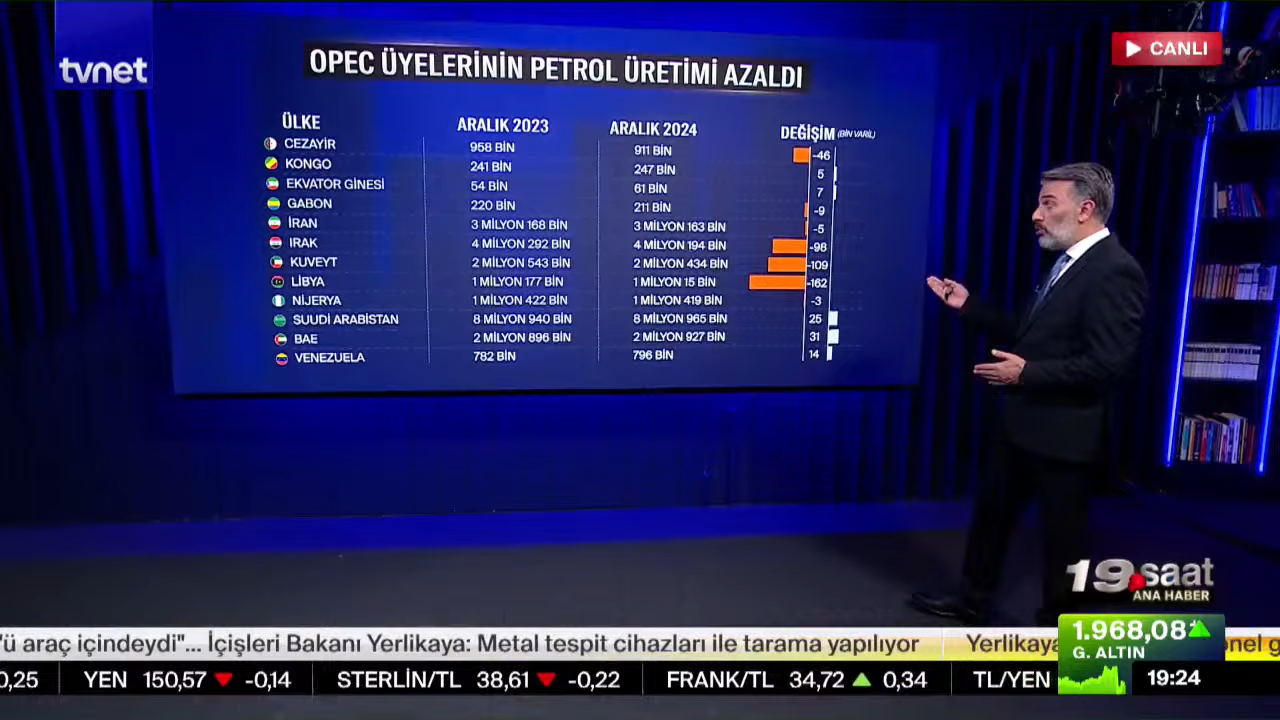 tvnet
CANLI
OPEC ÜYELERİNİN PETROL ÜRETİMİ AZALDI
ÜLKE ARALIK 2023 ARALIK 2024 DEĞİŞİM (BİN VARİL)
CEZAYİR 958 BİN 911 BİN -46
KONGO 241 BİN 247 BİN 5
EKVATOR GİNESİ 54 BİN 61 BİN 7
GABON 220 BİN 211 BİN -9
İRAN 3 MİLYON 168 BİN 3 MİLYON 163 BİN -5
IRAK 4 MİLYON 292 BİN 4 MİLYON 194 BİN -98
KUVEYT 2 MİLYON 543 BİN 2 MİLYON 434 BİN -109
LİBYA 1 MİLYON 177 BİN 1 MİLYON 15 BİN -162
NİJERYA 1 MİLYON 422 BİN 1 MİLYON 419 BİN -3
SUUDİ ARABİSTAN 8 MİLYON 940 BİN 8 MİLYON 965 BİN 25
BAE 2 MİLYON 896 BİN 2 MİLYON 927 BİN 31
VENEZUELA 782 BİN 796 BİN 14
19 saat
ANA HABER
'ü araç içindeydi"... İçişleri Bakanı Yerlikaya: Metal tespit cihazları ile tarama yapılıyor Yerlikaya
1.968,08
G. ALTIN
0,25 YEN 150,57 -0,14 STERLİN/TL 38,61 -0,22 FRANK/TL 34,72 0,34 TL/YEN
19:24